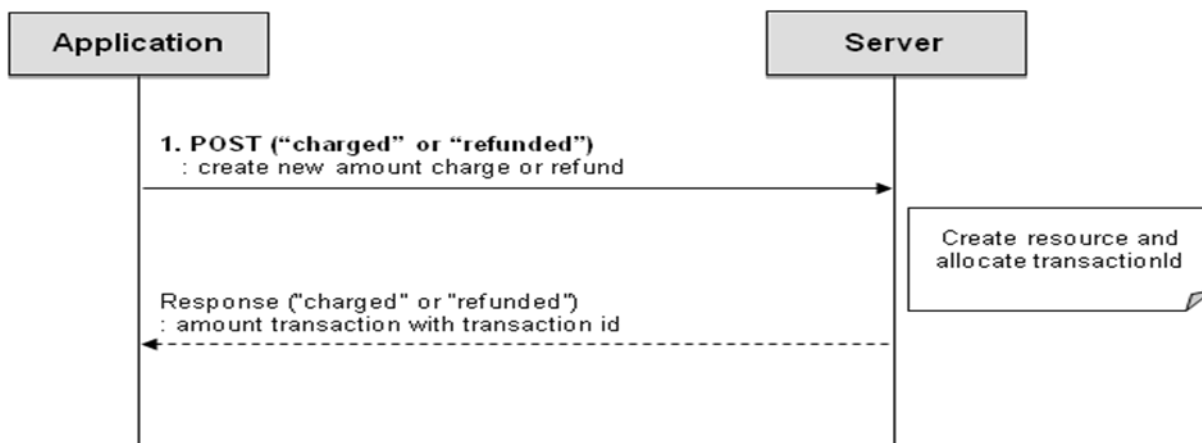 Application
Server
1. POST (“charged” or “refunded”)
: create new amount charge or refund
Create resource and
allocate transactionId
Response ("charged" or "refunded")
: amount transaction with transaction id